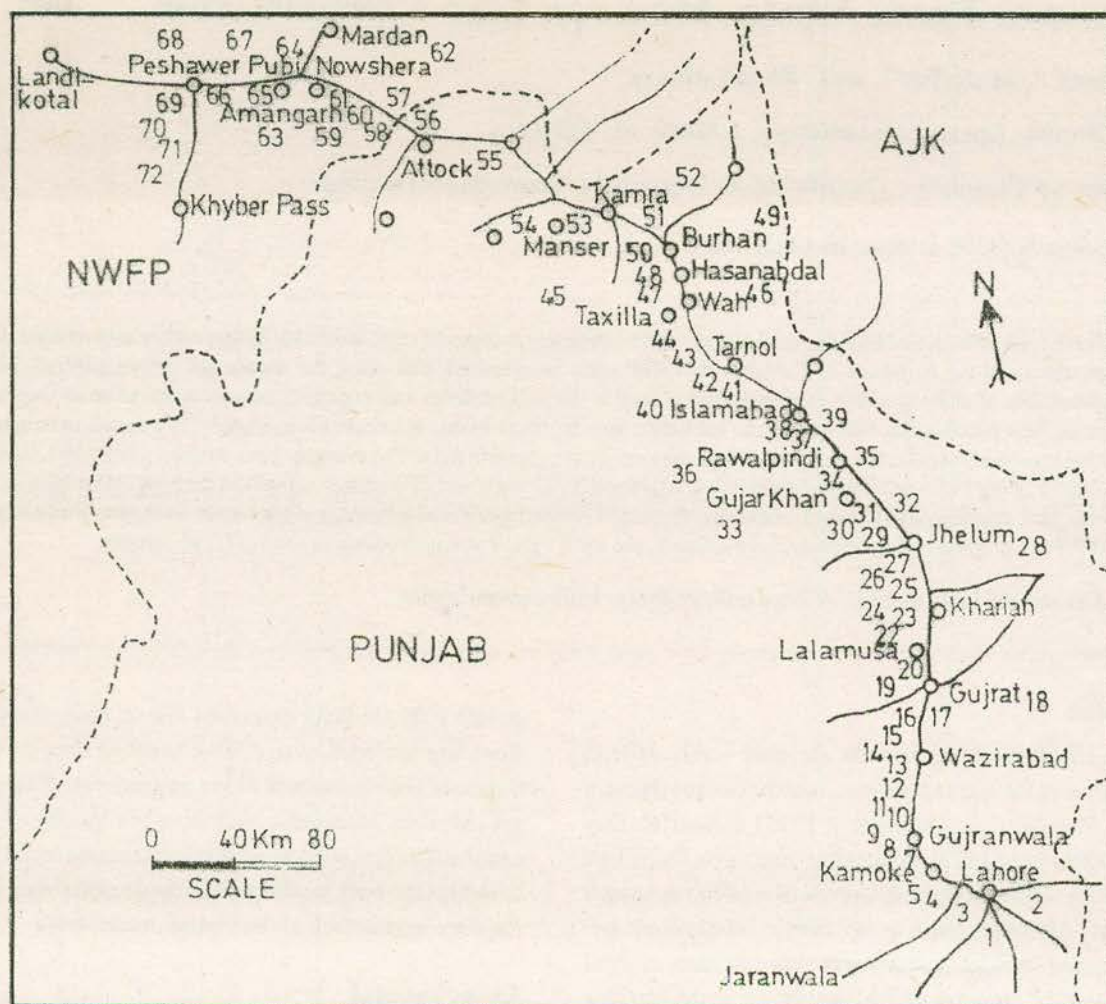 68 67 64 Mardan 62
Landi-
kotal
Peshawer Pubi Nowshera
69 66 65 61 57
Amangarh 60
70 63 59 58 56
71
72
Attock 55
AJK
Khyber Pass
52
Kamra
51 49
54 53
Manser
50 Burhan
NWFP
48 Hasanabdal
45 47 Wah 46
Taxilla
N
44
43 Tarnol
42 41
40 Islamabad 39
38 37
Rawalpindi 35
36 34
Gujar Khan 32
31
33 30 29
Jhelum 28
27
26 25
24 23 Khariah
22
PUNJAB
Lalamusa
20
19 Gujrat 18
16 17
15
14 13 Wazirabad
12
11 10
9 Gujranwala
8
0 40 Km 80
SCALE
Kamoke Lahore
5 4 3 2
1
Jaranwala